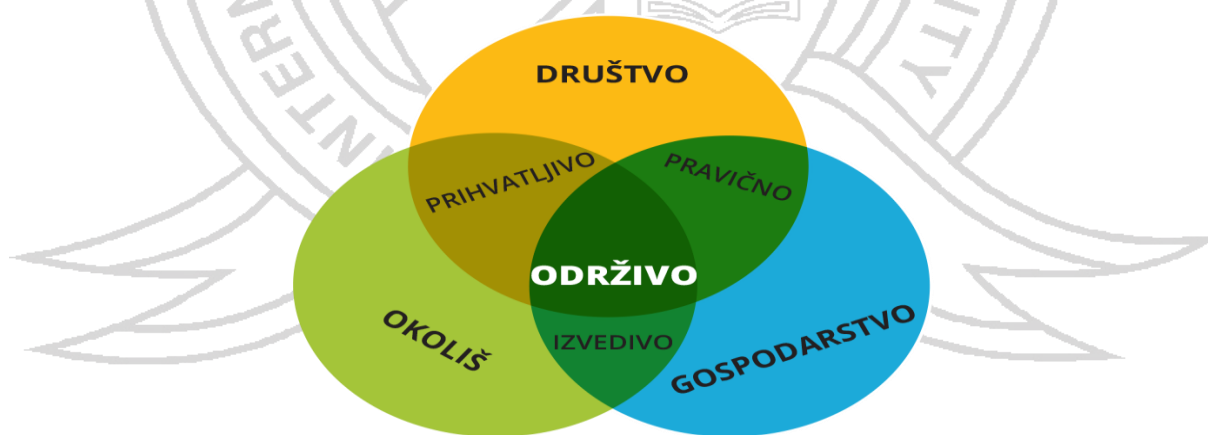 DRUŠTVO
PRIHVATLJIVO
PRAVIČNO
ODRŽIVO
OKOLIŠ
IZVEDIVO
GOSPODARSTVO